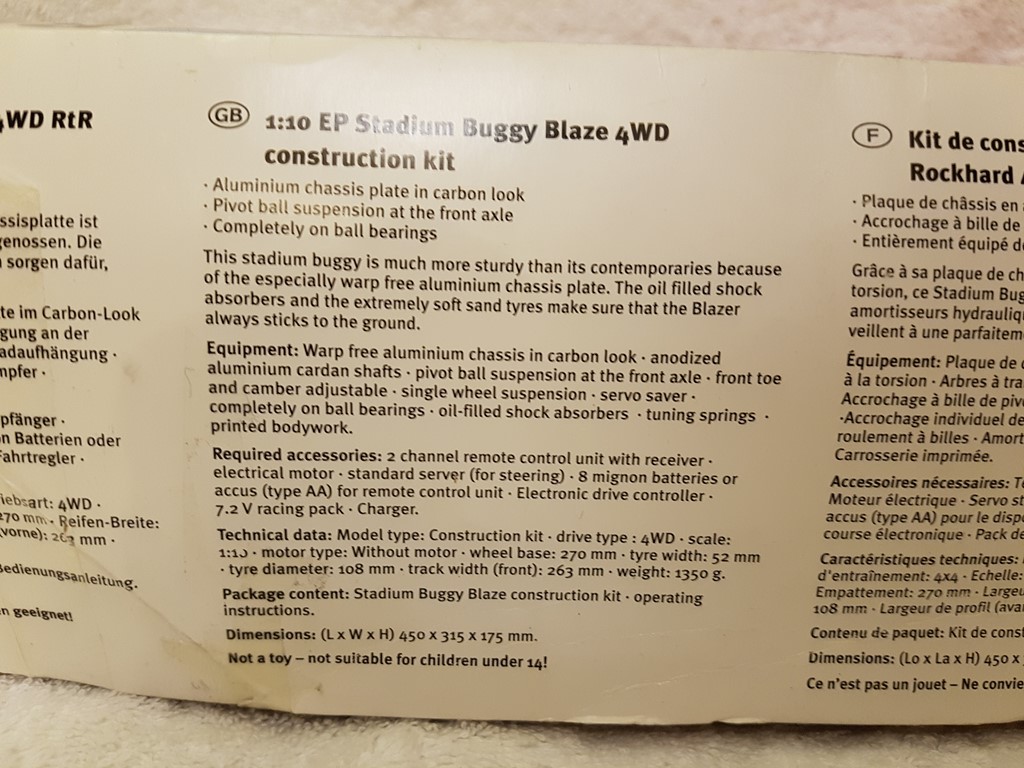 4WD RtR
ssisplatte ist
genossen. Die
sorgen dafür,
te im Carbon-Look
gung an der
adaufhängung ·
mpfer ·
pfänger ·
n Batterien oder
Fahrtregler ·
iebsart: 4WD ·
270 mm · Reifen-Breite:
(vorne): 263 mm ·
Bedienungsanleitung.
n geeignet!
GB
1:10 EP Stadium Buggy Blaze 4WD
construction kit
· Aluminium chassis plate in carbon look
· Pivot ball suspension at the front axle
· Completely on ball bearings
This stadium buggy is much more sturdy than its contemporaries because
of the especially warp free aluminium chassis plate. The oil filled shock
absorbers and the extremely soft sand tyres make sure that the Blazer
always sticks to the ground.
Equipment: Warp free aluminium chassis in carbon look · anodized
aluminium cardan shafts · pivot ball suspension at the front axle · front toe
and camber adjustable · single wheel suspension · servo saver ·
completely on ball bearings · oil-filled shock absorbers · tuning springs ·
printed bodywork.
Required accessories: 2 channel remote control unit with receiver ·
electrical motor · standard server (for steering) · 8 mignon batteries or
accus (type AA) for remote control unit · Electronic drive controller ·
7.2 V racing pack · Charger.
Technical data: Model type: Construction kit · drive type : 4WD · scale:
1:10 · motor type: Without motor · wheel base: 270 mm · tyre width: 52 mm
· tyre diameter: 108 mm · track width (front): 263 mm · weight: 1350 g.
Package content: Stadium Buggy Blaze construction kit · operating
instructions.
Dimensions: (L x W x H) 450 x 315 x 175 mm.
Not a toy – not suitable for children under 14!
F
Kit de cons
Rockhard
· Plaque de châssis en
· Accrochage à bille de
· Entièrement équipé d
Grâce à sa plaque de ch
torsion, ce Stadium Bug
amortisseurs hydrauliq
veillent à une parfaitem
Équipement: Plaque de
à la torsion · Arbres à tra
Accrochage à bille de piv
·Accrochage individuel de
roulement à billes · Amort
Carrosserie imprimée.
Accessoires nécessaires: Té
Moteur électrique · Servo st
accus (type AA) pour le disp
course électronique · Pack de
Caractéristiques techniques:
d'entraînement: 4x4 · Echelle:
Empattement: 270 mm · Large
108 mm · Largeur de profil (ava
Contenu de paquet: Kit de const
Dimensions: (Lo x La x H) 450 x
Ce n'est pas un jouet – Ne convie